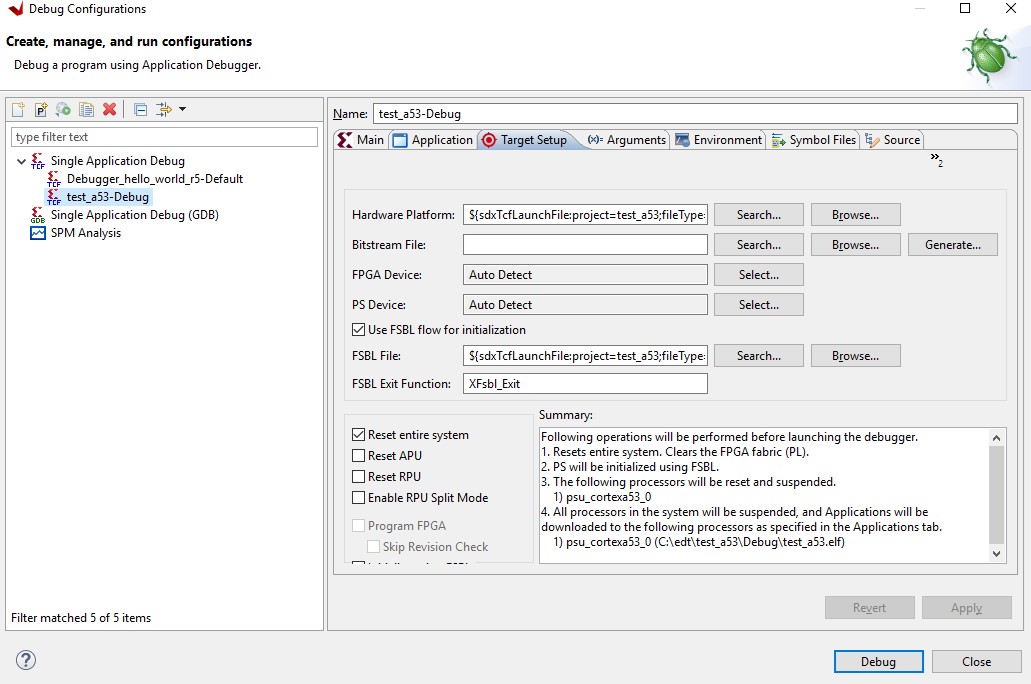 Debug Configurations
Create, manage, and run configurations
Debug a program using Application Debugger.
type filter text
Single Application Debug
Debugger_hello_world_r5-Default
test_a53-Debug
Single Application Debug (GDB)
SPM Analysis
Filter matched 5 of 5 items
Name: test_a53-Debug
Main Application Target Setup (x)= Arguments Environment Symbol Files Source
»2
Hardware Platform: ${sdxTcfLaunchFile:project=test_a53;fileType: Search... Browse...
Bitstream File: Search... Browse... Generate...
FPGA Device: Auto Detect Select...
PS Device: Auto Detect Select...
Use FSBL flow for initialization
FSBL File: ${sdxTcfLaunchFile:project=test_a53;fileType: Search... Browse...
FSBL Exit Function: XFsbl_Exit
Reset entire system
Reset APU
Reset RPU
Enable RPU Split Mode
Program FPGA
Skip Revision Check
Summary:
Following operations will be performed before launching the debugger.
1. Resets entire system. Clears the FPGA fabric (PL).
2. PS will be initialized using FSBL.
3. The following processors will be reset and suspended.
1) psu_cortexa53_0
4. All processors in the system will be suspended, and Applications will be
downloaded to the following processors as specified in the Applications tab.
1) psu_cortexa53_0 (C:\edt\test_a53\Debug\test_a53.elf)
Revert Apply
Debug Close